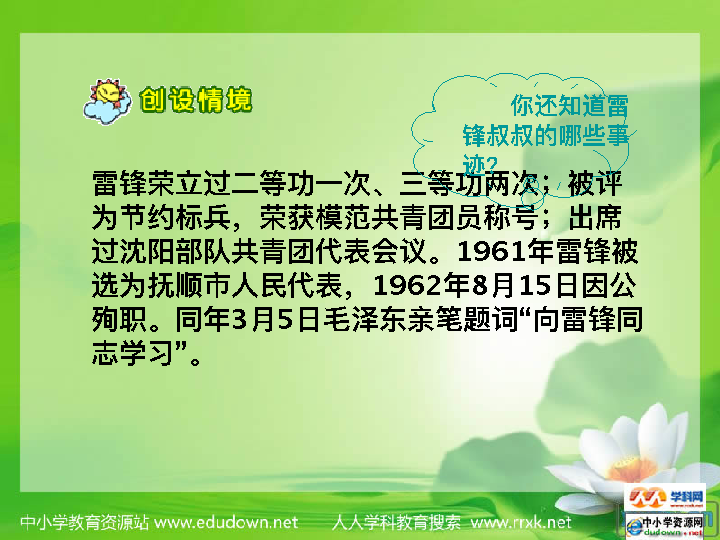 创设情境
你还知道雷
锋叔叔的哪些事
迹?
雷锋荣立过二等功一次、三等功两次；被评
为节约标兵，荣获模范共青团员称号；出席
过沈阳部队共青团代表会议。1961年雷锋被
选为抚顺市人民代表，1962年8月15日因公
殉职。同年3月5日毛泽东亲笔题词“向雷锋同
志学习”。
中小学教育资源站 www.edudown.net 人人学科教育搜索 www.rrxk.net
学科网
www.rrxk.net
中小学资源网
edudown.net